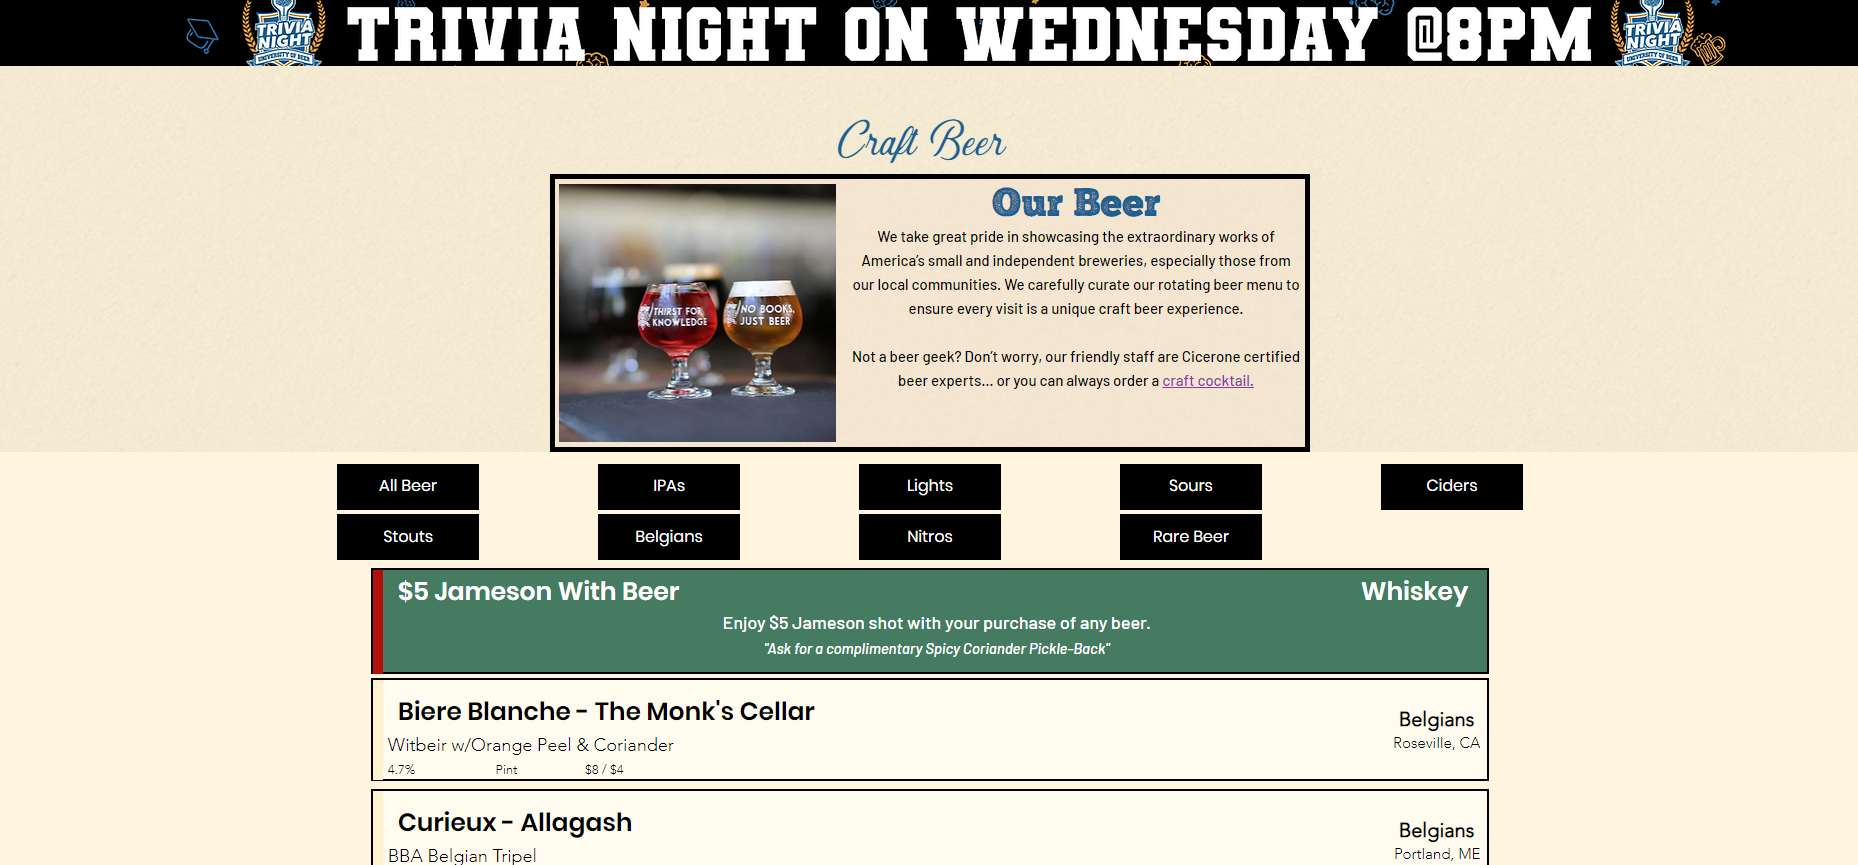 TRIVIA NIGHT UNIVERSITY OF BEER
TRIVIA NIGHT ON WEDNESDAY @8PM
TRIVIA NIGHT UNIVERSITY OF BEER
Craft Beer
THIRST FOR KNOWLEDGE
NO BOOKS, JUST BEER
Our Beer
We take great pride in showcasing the extraordinary works of
America's small and independent breweries, especially those from
our local communities. We carefully curate our rotating beer menu to
ensure every visit is a unique craft beer experience.
Not a beer geek? Don't worry, our friendly staff are Cicerone certified
beer experts... or you can always order a craft cocktail.
All Beer
IPAs
Lights
Sours
Ciders
Stouts
Belgians
Nitros
Rare Beer
$5 Jameson With Beer
Whiskey
Enjoy $5 Jameson shot with your purchase of any beer.
"Ask for a complimentary Spicy Coriander Pickle-Back"
Biere Blanche - The Monk's Cellar
Belgians
Witbeir w/Orange Peel & Coriander
Roseville, CA
4.7% Pint $8 / $4
Curieux - Allagash
Belgians
BBA Belgian Tripel
Portland, ME